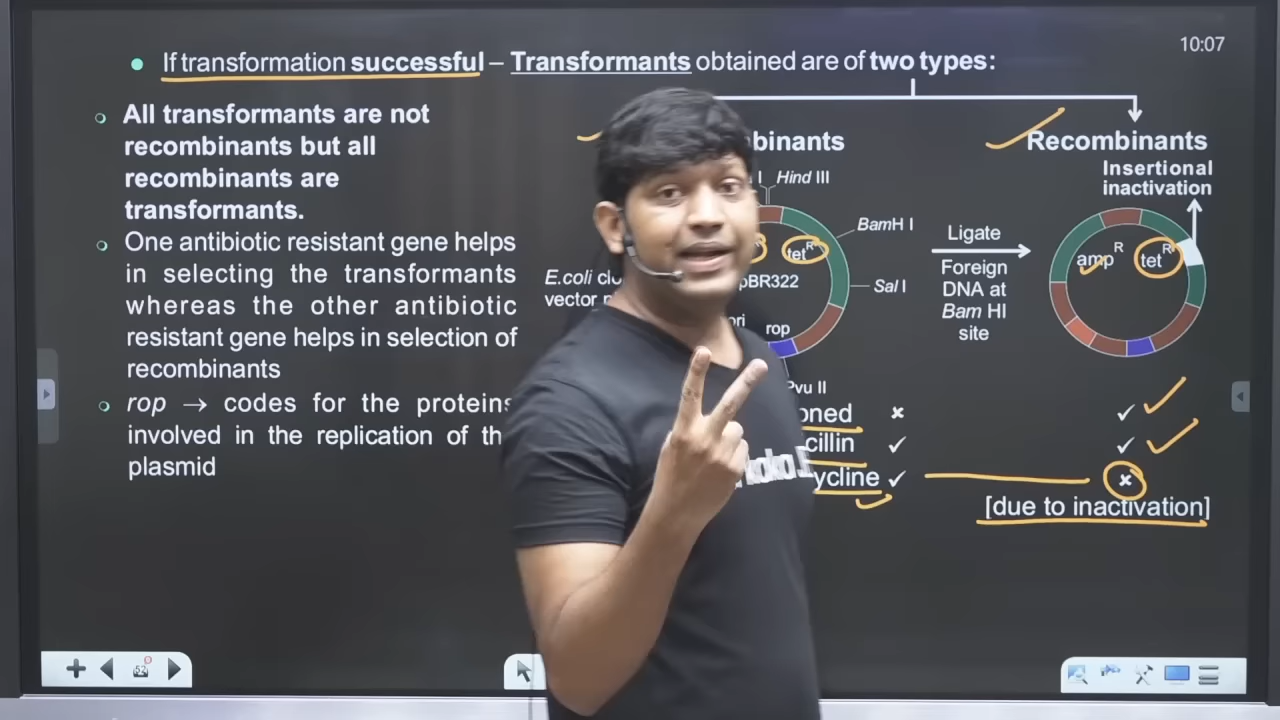 10:07
If transformation successful – Transformants obtained are of two types:
All transformants are not
recombinants but all
recombinants are
transformants.
One antibiotic resistant gene helps
in selecting the transformants
whereas the other antibiotic
resistant gene helps in selection of
recombinants
rop → codes for the proteins
involved in the replication of th
plasmid
binants
I Hind III
BamH I
tet R
E.coli clo
vector
pBR322
Sal I
ori
rop
Pvu II
oned ✖
cillin ✓
ycline ✓
Ligate
Foreign
DNA at
Bam HI
site
Recombinants
Insertional
inactivation
amp R tet R
✓
✓
✖
[due to inactivation]